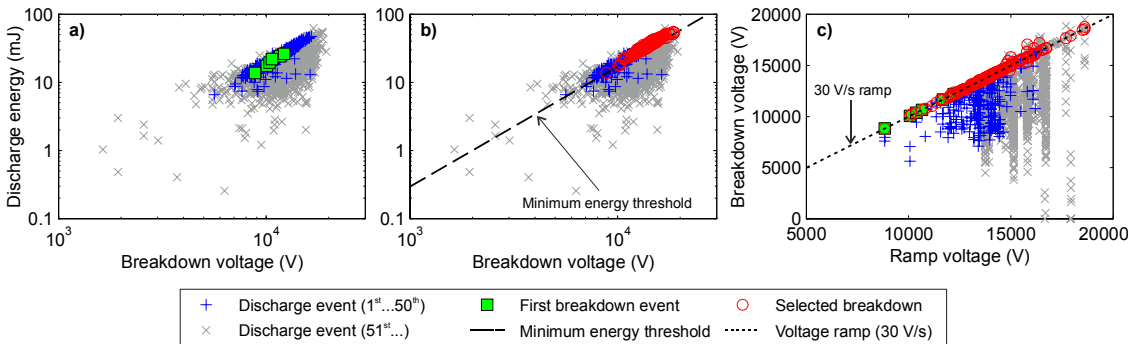 a)
Discharge energy (mJ)
100
10
1
0.1
10³
10⁴
Breakdown voltage (V)
b)
100
10
1
0.1
Minimum energy threshold
10³
10⁴
Breakdown voltage (V)
c)
Breakdown voltage (V)
20000
15000
10000
5000
0
30 V/s ramp
5000
10000
15000
20000
Ramp voltage (V)
Discharge event (1st...50th)
First breakdown event
Selected breakdown
Discharge event (51st...)
Minimum energy threshold
Voltage ramp (30 V/s)